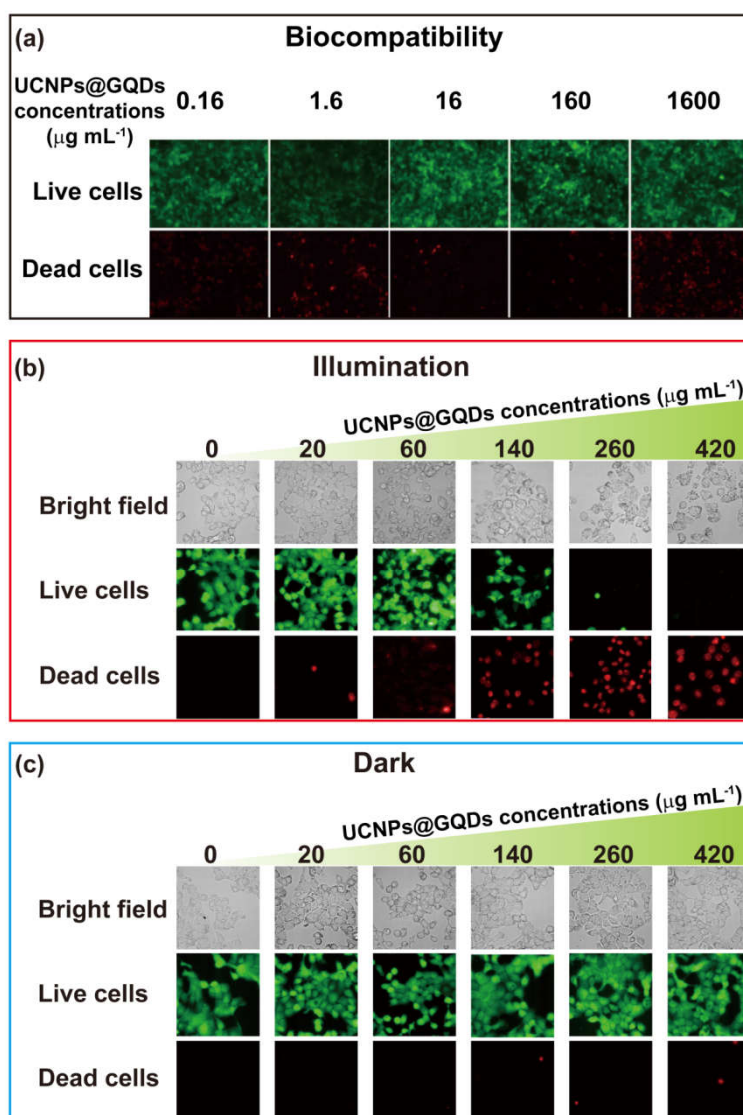 (a)
Biocompatibility
UCNPs@GQDs
concentrations
(μg mL⁻¹)
0.16 1.6 16 160 1600
Live cells
Dead cells
(b)
Illumination
UCNPs@GQDs concentrations (μg mL⁻¹)
0 20 60 140 260 420
Bright field
Live cells
Dead cells
(c)
Dark
UCNPs@GQDs concentrations (μg mL⁻¹)
0 20 60 140 260 420
Bright field
Live cells
Dead cells